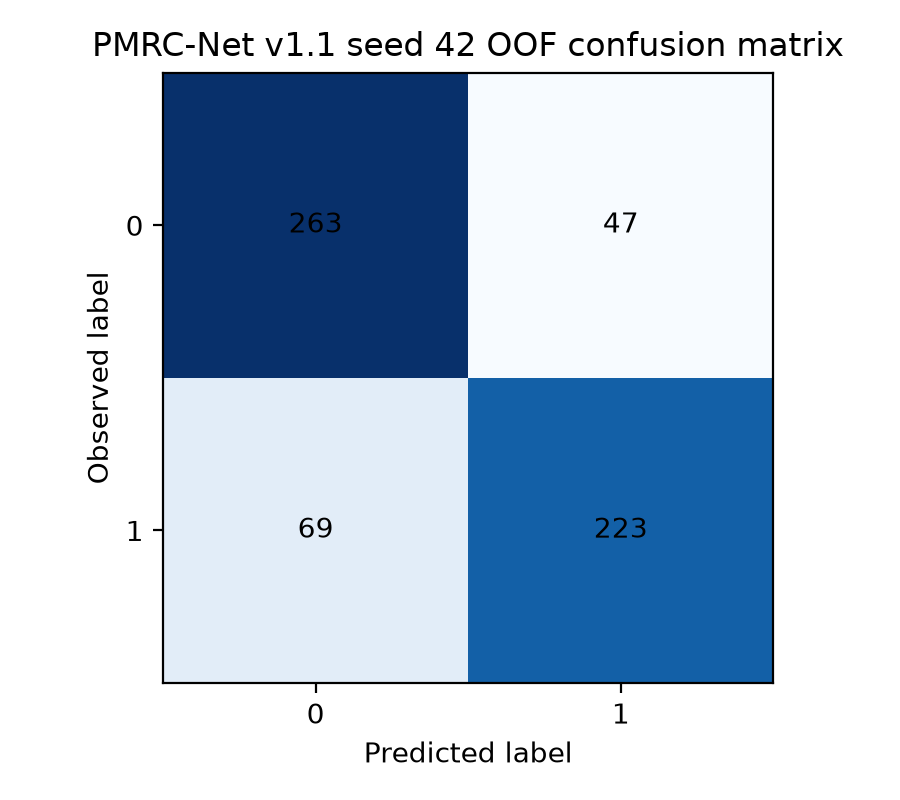 PMRC-Net v1.1 seed 42 OOF confusion matrix
Observed label
0
263
47
1
69
223
0
1
Predicted label